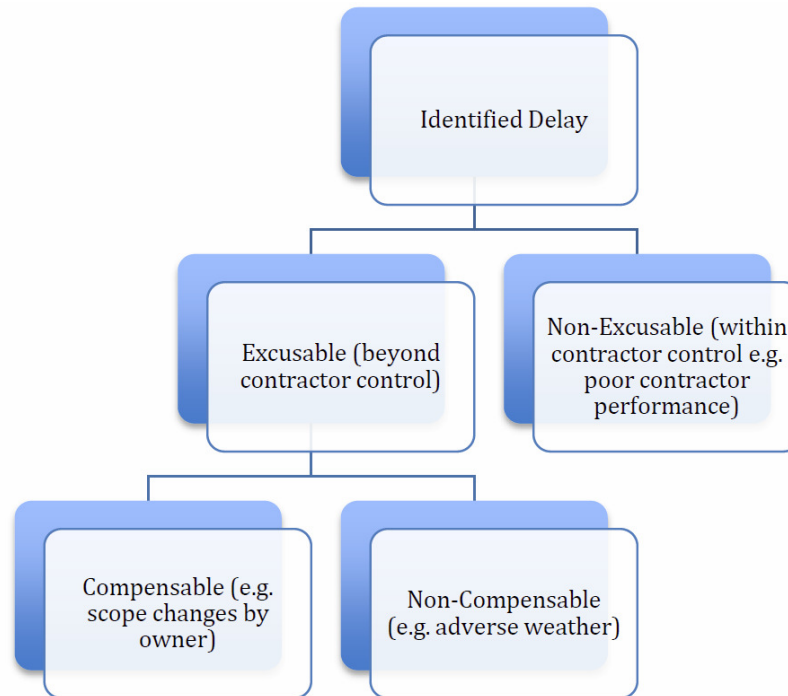 Identified Delay
Excusable (beyond
contractor control)
Non-Excusable (within
contractor control e.g.
poor contractor
performance)
Compensable (e.g.
scope changes by
owner)
Non-Compensable
(e.g. adverse weather)